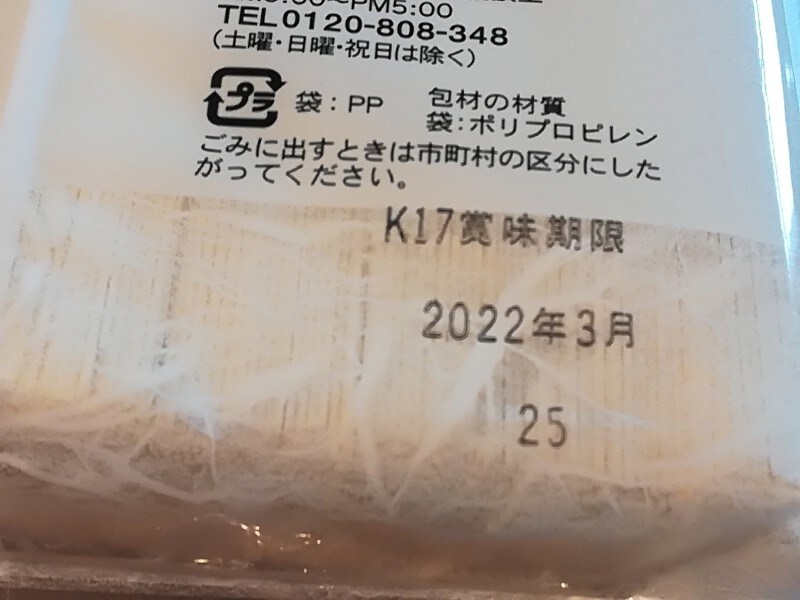 PM5:00
TEL0120-808-348
(土曜・日曜・祝日は除く)
プラ 袋:PP 包材の材質
袋:ポリプロピレン
ごみに出すときは市町村の区分にした
がってください。
K17賞味期限
2022年3月
25